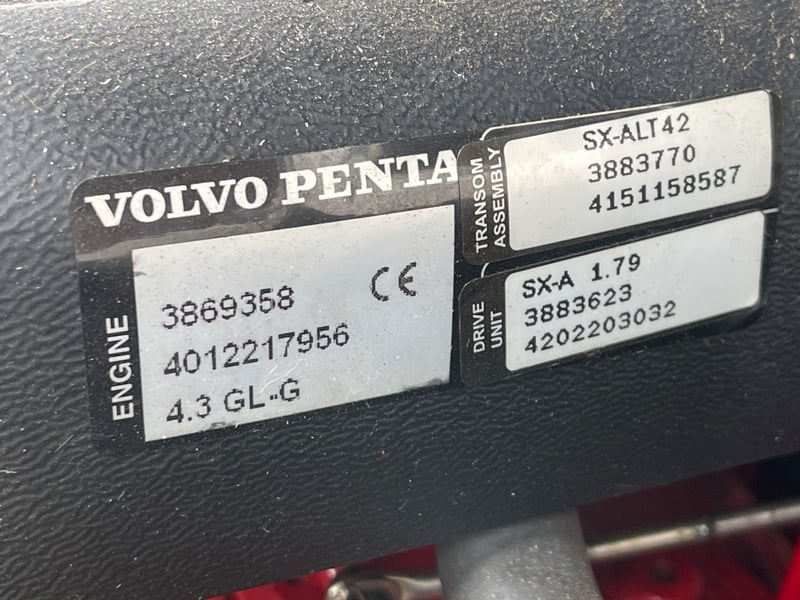 VOLVO PENTA
ENGINE
3869358
CE
4012217956
4.3 GL-G
TRANSOM
ASSEMBLY
SX-ALT42
3883770
4151158587
DRIVE
UNIT
SX-A 1.79
3883623
4202203032